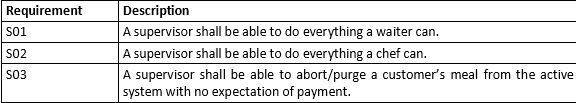 Requirement Description
S01 A supervisor shall be able to do everything a waiter can.
S02 A supervisor shall be able to do everything a chef can.
S03 A supervisor shall be able to abort/purge a customer's meal from the active
system with no expectation of payment.